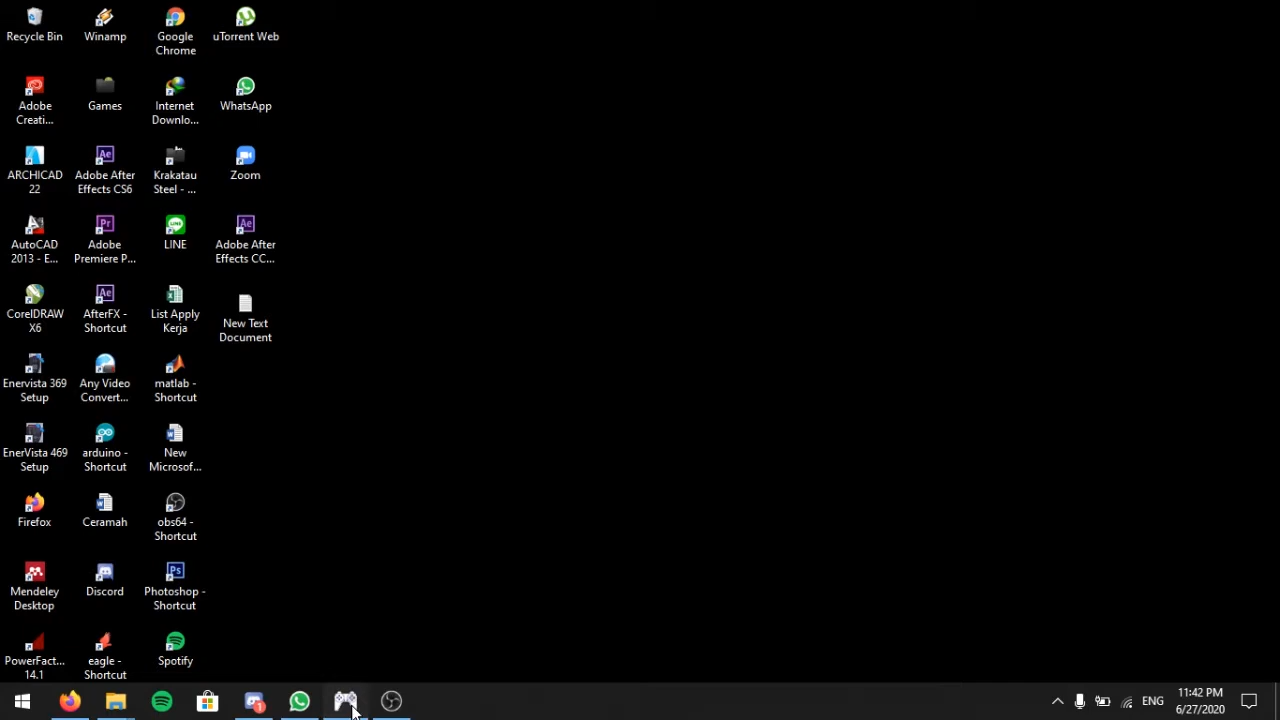 Recycle Bin
Winamp
Google
Chrome
uTorrent Web
Adobe
Creati...
Games
Internet
Downlo...
WhatsApp
ARCHICAD
22
Adobe After
Effects CS6
Krakatau
Steel - ...
Zoom
AutoCAD
2013 - E...
Adobe
Premiere P...
LINE
Adobe After
Effects CC...
CorelDRAW
X6
AfterFX -
Shortcut
List Apply
Kerja
New Text
Document
Enervista 369
Setup
Any Video
Convert...
matlab -
Shortcut
EnerVista 469
Setup
arduino -
Shortcut
New
Microsof...
Firefox
Ceramah
obs64 -
Shortcut
Mendeley
Desktop
Discord
Photoshop -
Shortcut
PowerFact...
14.1
eagle -
Shortcut
Spotify
1
ENG
11:42 PM
6/27/2020